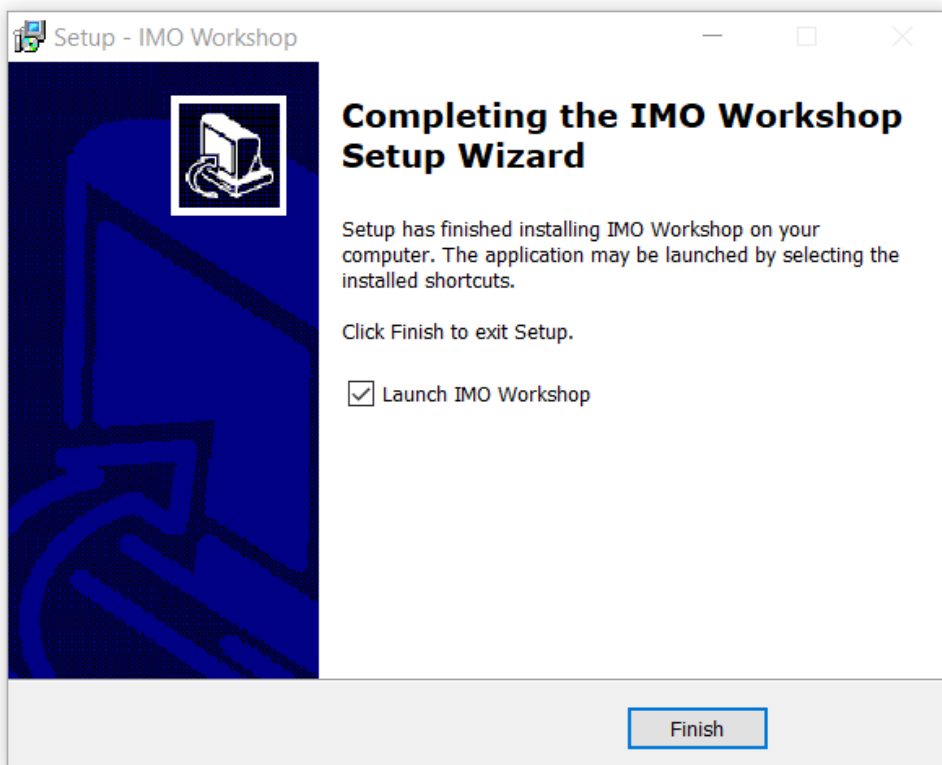 Setup - IMO Workshop
Completing the IMO Workshop
Setup Wizard
Setup has finished installing IMO Workshop on your
computer. The application may be launched by selecting the
installed shortcuts.
Click Finish to exit Setup.
Launch IMO Workshop
Finish